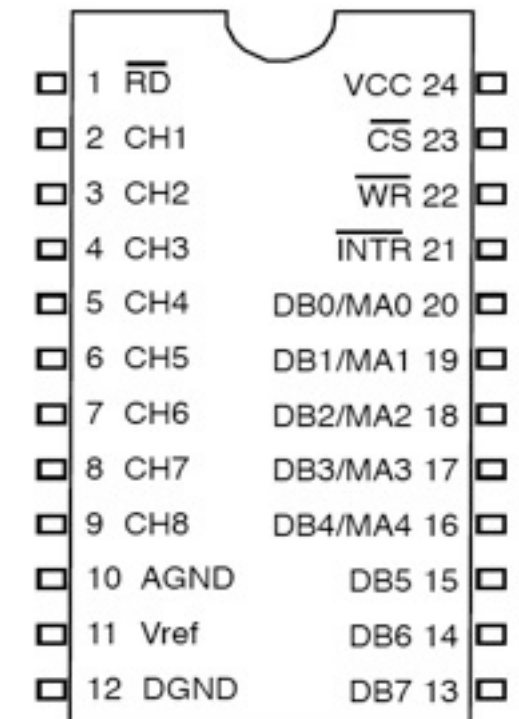 1 RD VCC 24
2 CH1 CS 23
3 CH2 WR 22
4 CH3 INTR 21
5 CH4 DB0/MA0 20
6 CH5 DB1/MA1 19
7 CH6 DB2/MA2 18
8 CH7 DB3/MA3 17
9 CH8 DB4/MA4 16
10 AGND DB5 15
11 Vref DB6 14
12 DGND DB7 13